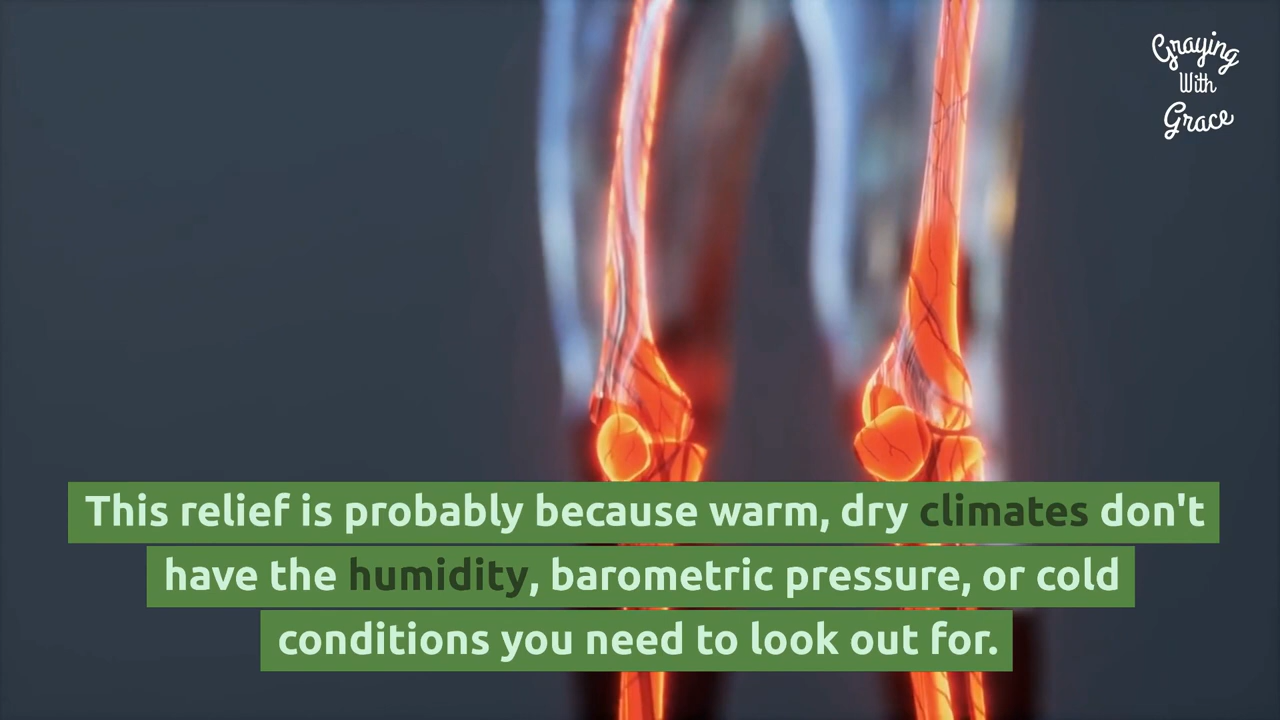 Graying
With
Grace
This relief is probably because warm, dry climates don't
have the humidity, barometric pressure, or cold
conditions you need to look out for.